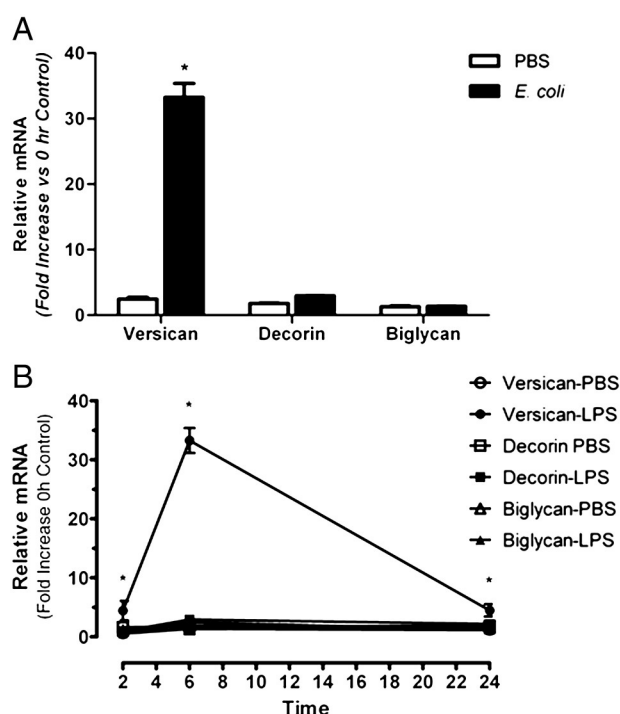 A
Relative mRNA
(Fold Increase vs 0 hr Control)
40
30
20
10
0
*
PBS
E. coli
Versican Decorin Biglycan
B
Relative mRNA
(Fold Increase 0h Control)
40
30
20
10
0
*
*
*
Versican-PBS
Versican-LPS
Decorin PBS
Decorin-LPS
Biglycan-PBS
Biglycan-LPS
2 4 6 8 10 12 14 16 18 20 22 24
Time